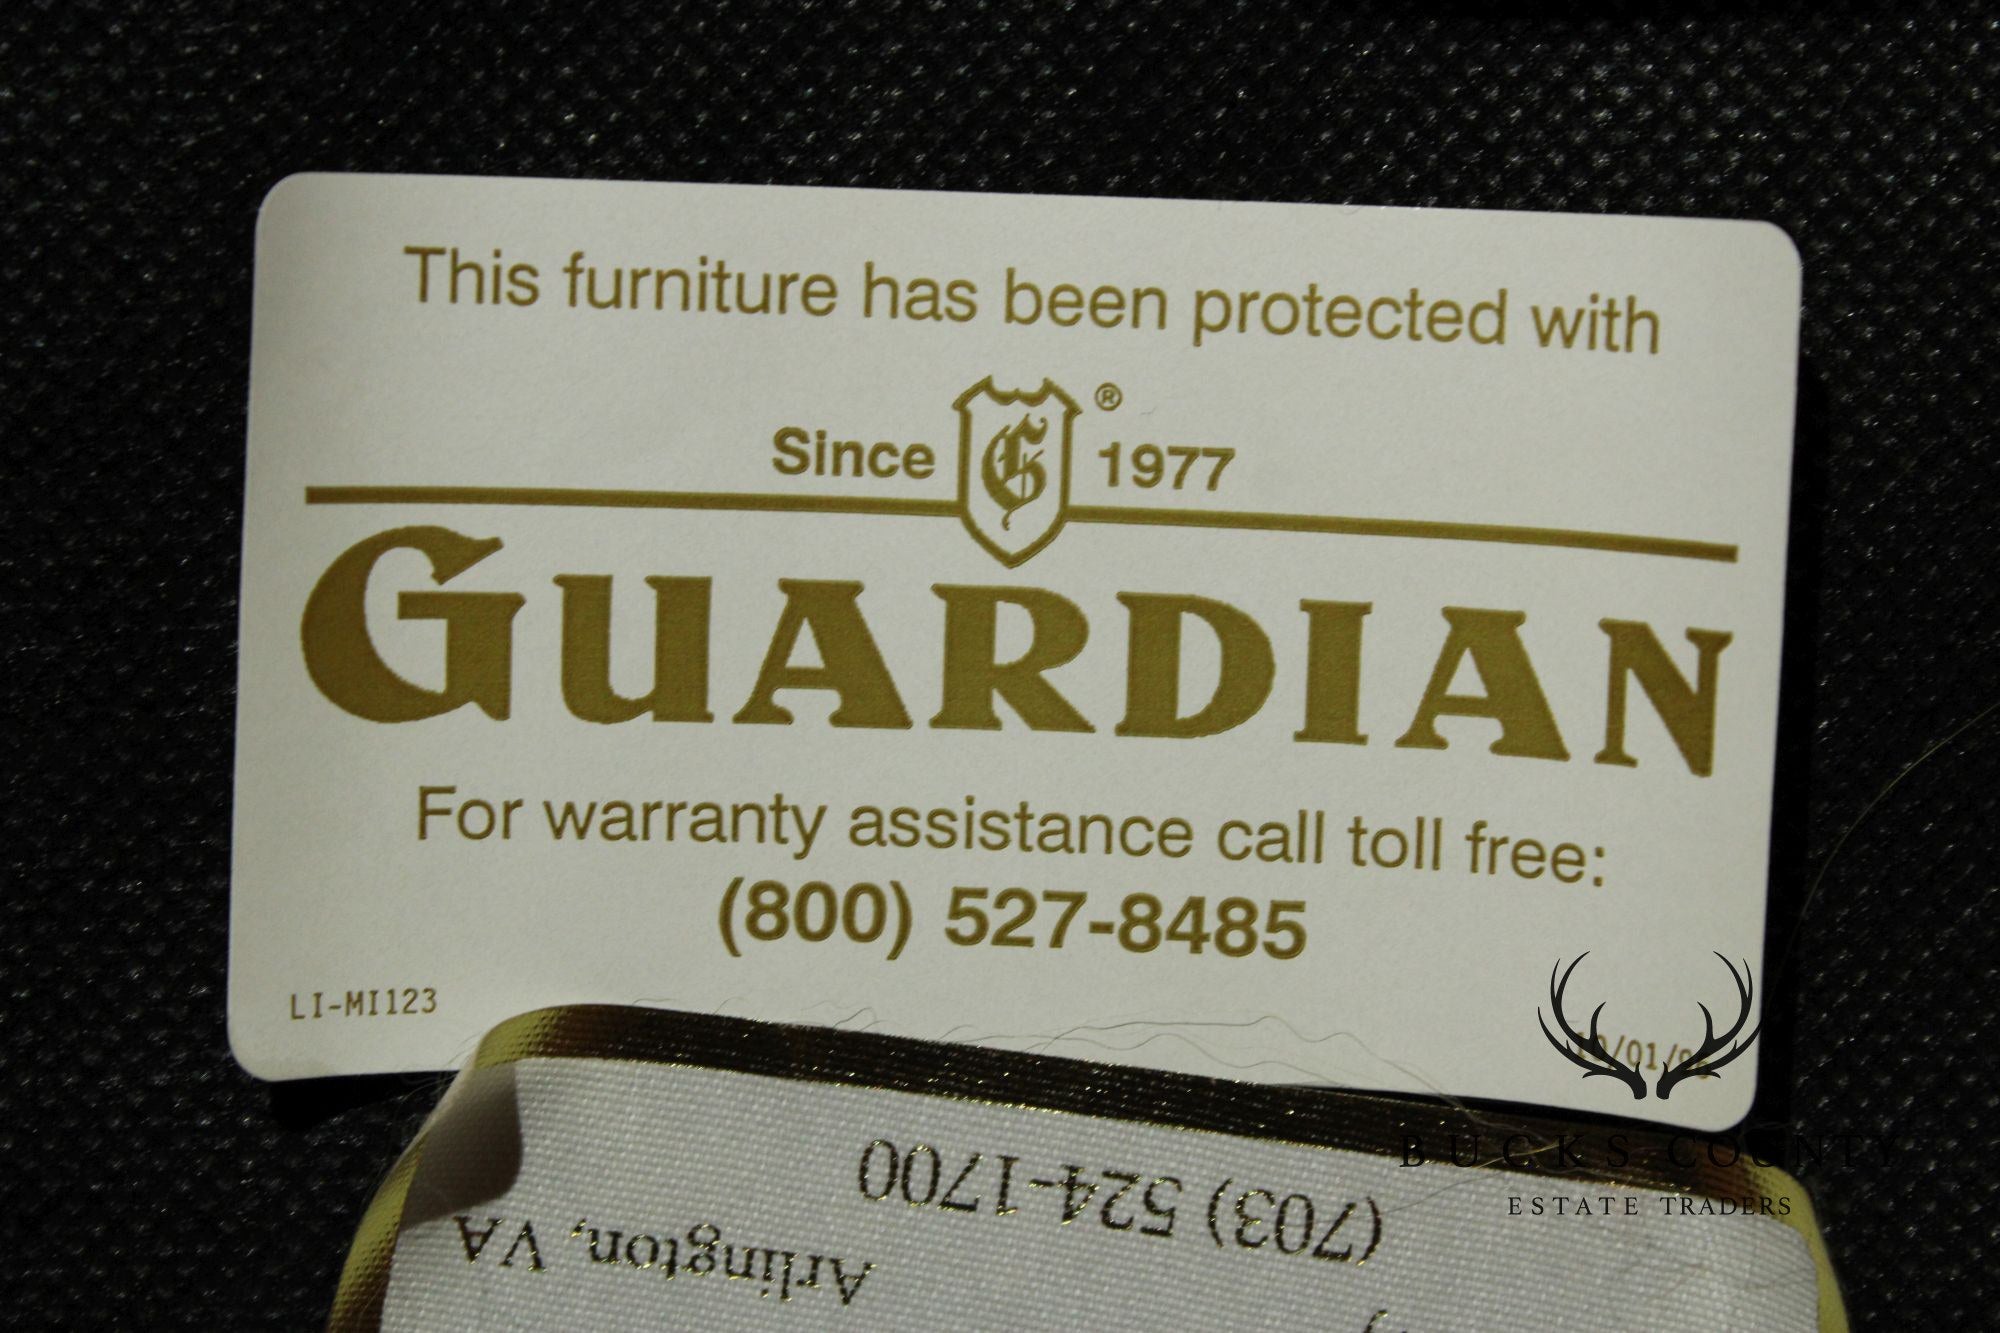 This furniture has been protected with
Since G ® 1977
GUARDIAN
For warranty assistance call toll free:
(800) 527-8485
LI-MI123
BUCKS COUNTY
ESTATE TRADERS
Arlington, VA
(703) 524-1700